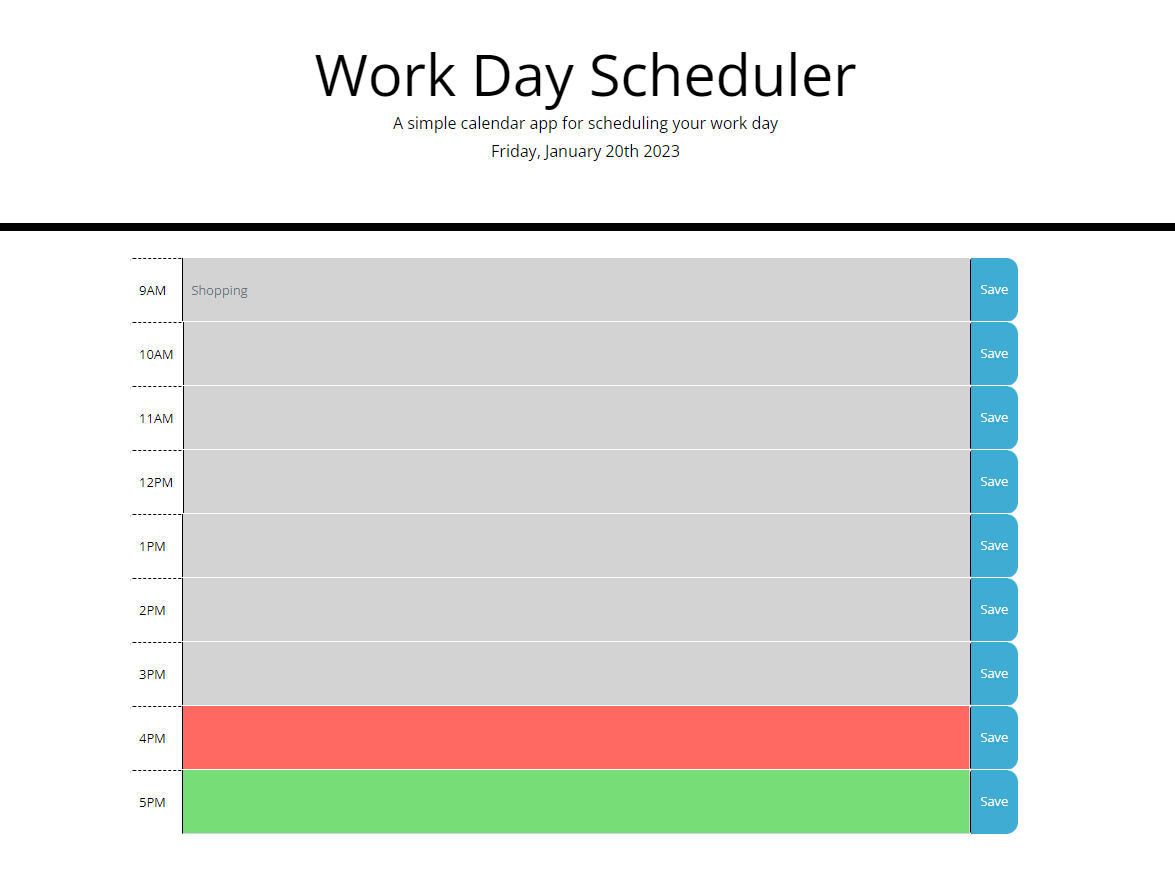 Work Day Scheduler
A simple calendar app for scheduling your work day
Friday, January 20th 2023
9AM Shopping Save
10AM Save
11AM Save
12PM Save
1PM Save
2PM Save
3PM Save
4PM Save
5PM Save